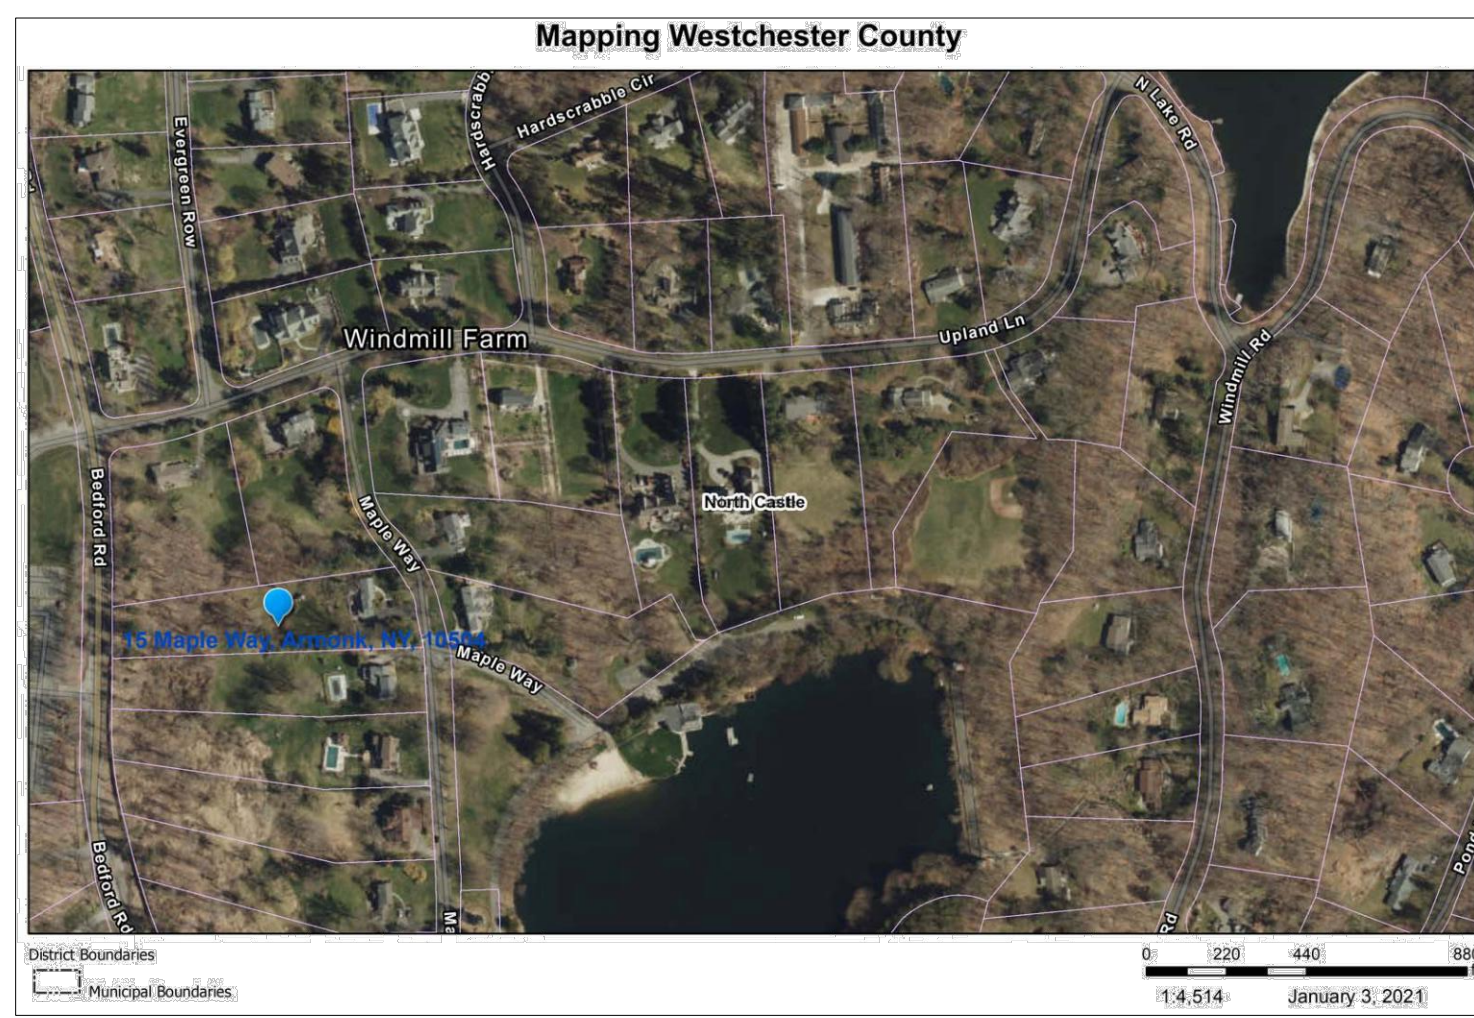 Mapping Westchester County
Hardscrabble Cir
Hardscrabb
N Lake Rd
Evergreen Row
Windmill Farm
Upland Ln
Windmill Rd
Bedford Rd
Maple Way
North Castle
15 Maple Way, Armonk, NY, 10504
Maple Way
Bedford Rd
Pond
Ma
Rd
District Boundaries
Municipal Boundaries
0 220 440 880
1:4,514 January 3, 2021